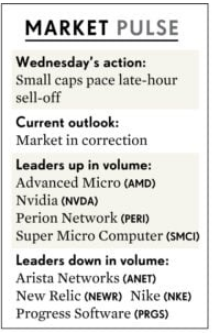 MARKET PULSE
Wednesday's action:
Small caps pace late-hour
sell-off
Current outlook:
Market in correction
Leaders up in volume:
Advanced Micro (AMD)
Nvidia (NVDA)
Perion Network (PERI)
Super Micro Computer (SMCI)
Leaders down in volume:
Arista Networks (ANET)
New Relic (NEWR) Nike (NKE)
Progress Software (PRGS)